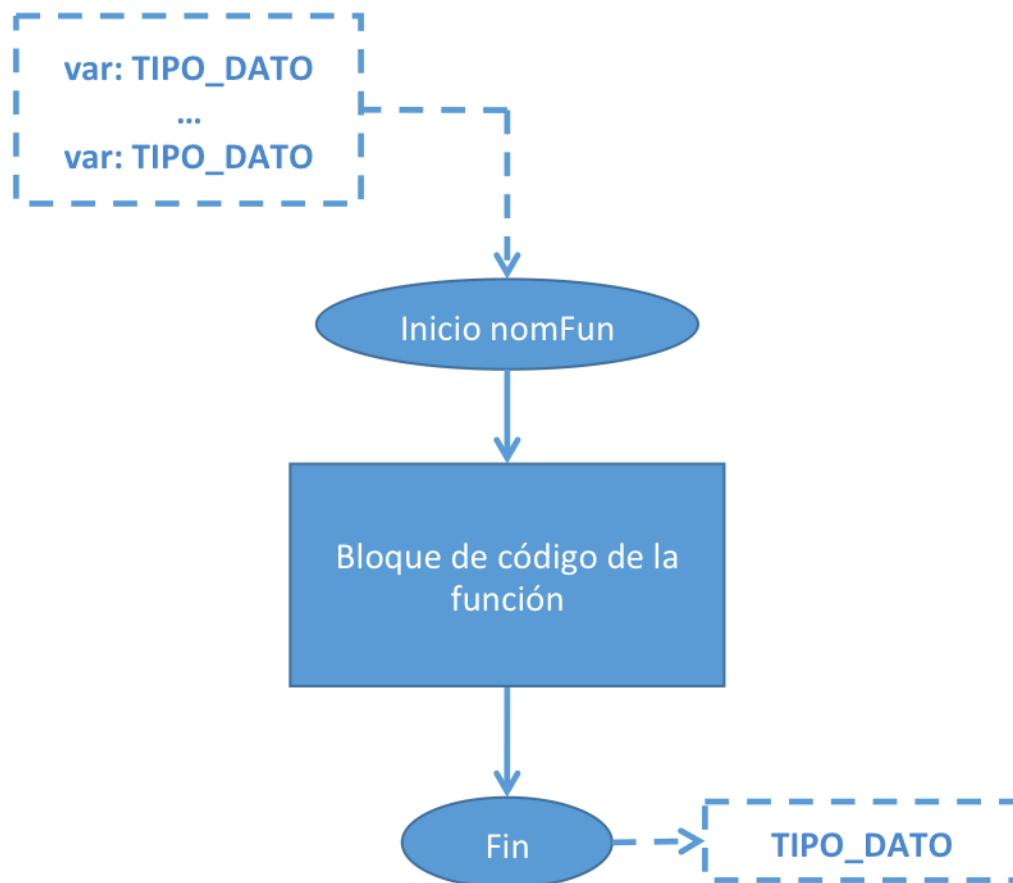 var: TIPO_DATO
...
var: TIPO_DATO
Inicio nomFun
Bloque de código de la
función
Fin
TIPO_DATO